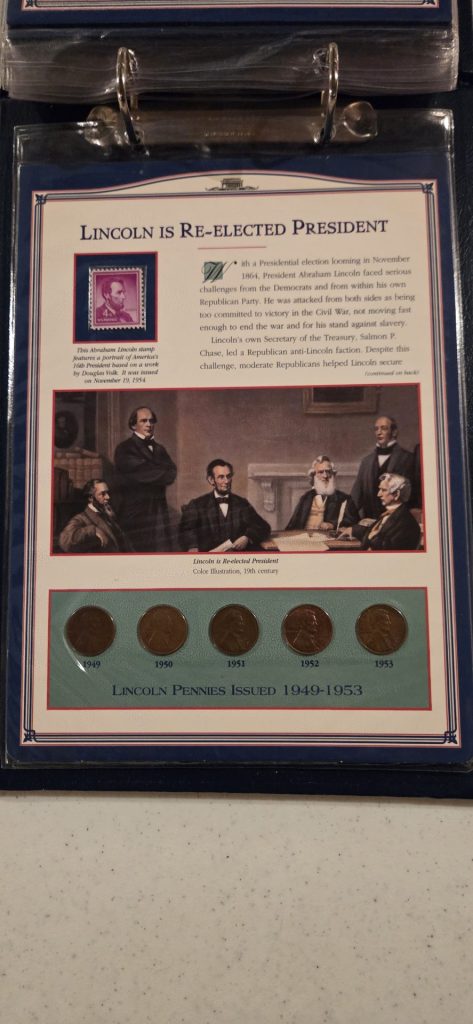 LINCOLN IS RE-ELECTED PRESIDENT
With a Presidential election looming in November
1864, President Abraham Lincoln faced serious
challenges from the Democrats and from within his own
Republican Party. He was attacked from both sides as being
too committed to victory in the Civil War, not moving fast
enough to end the war and for his stand against slavery.
Lincoln's own Secretary of the Treasury, Salmon P.
Chase, led a Republican anti-Lincoln faction. Despite this
challenge, moderate Republicans helped Lincoln secure
(continued on back)
4¢
This Abraham Lincoln stamp
features a portrait of America's
16th President based on a work
by Douglas Volk. It was issued
on November 19, 1954.
Lincoln is Re-elected President
Color Illustration, 19th century
1949 1950 1951 1952 1953
LINCOLN PENNIES ISSUED 1949-1953